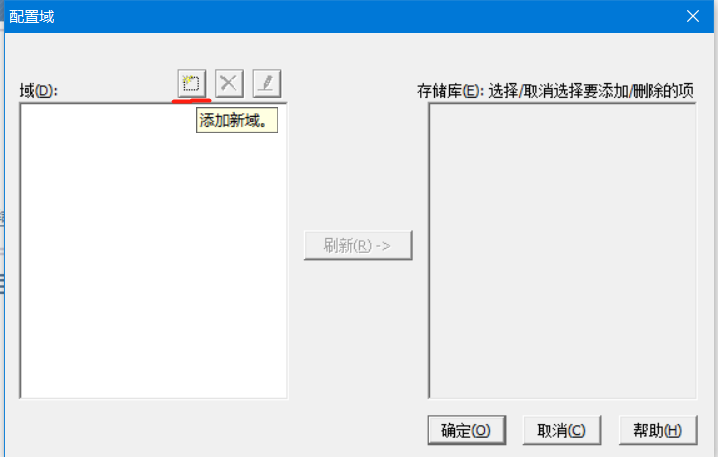 配置域
域(D):
添加新域。
存储库(E): 选择/取消选择要添加/删除的项
刷新(R) ->
确定(O)
取消(C)
帮助(H)